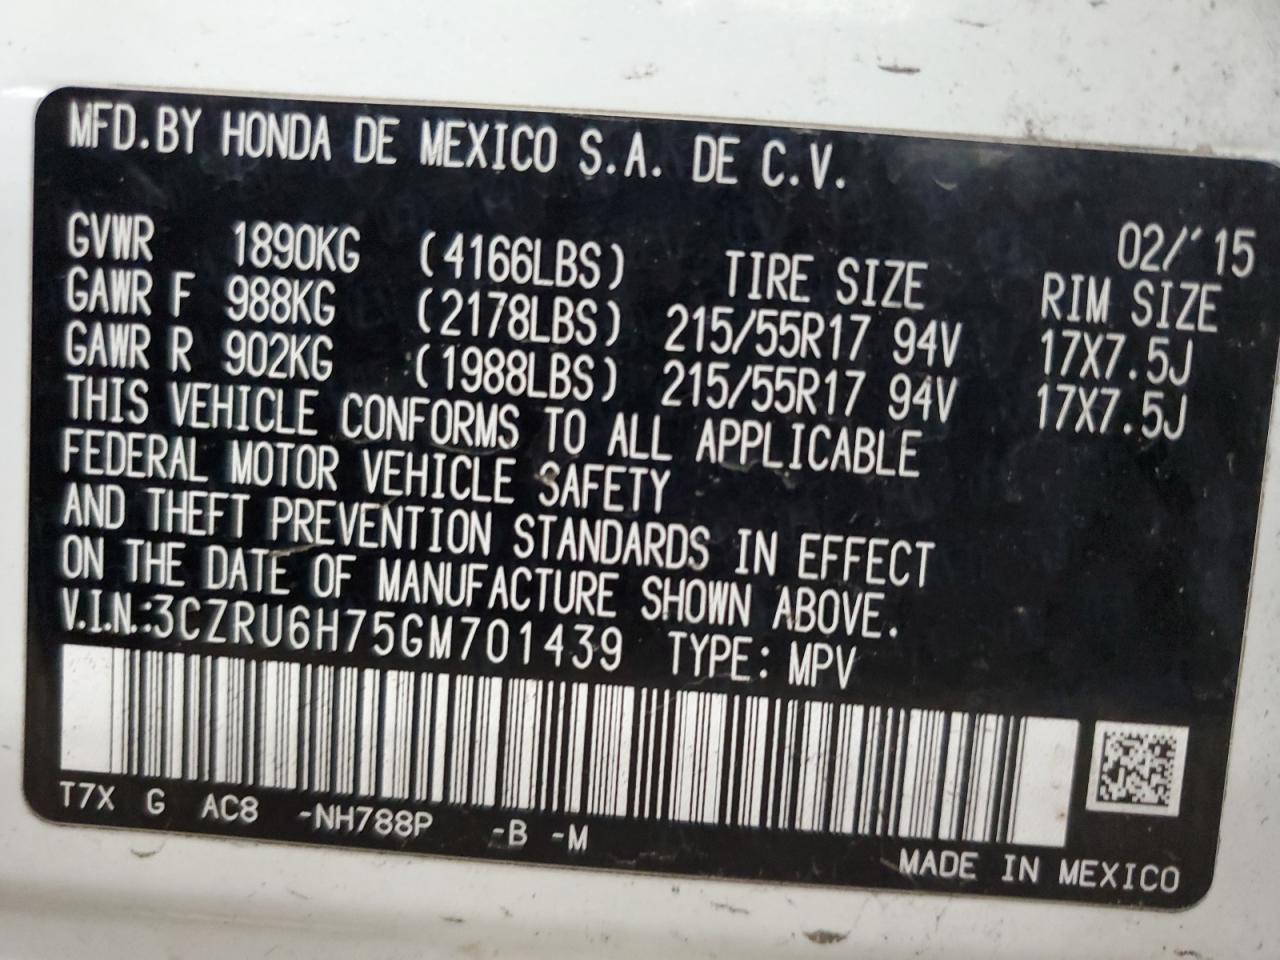 MFD.BY HONDA DE MEXICO S.A. DE C.V.
02/'15
GVWR 1890KG (4166LBS) TIRE SIZE RIM SIZE
GAWR F 988KG (2178LBS) 215/55R17 94V 17X7.5J
GAWR R 902KG (1988LBS) 215/55R17 94V 17X7.5J
THIS VEHICLE CONFORMS TO ALL APPLICABLE
FEDERAL MOTOR VEHICLE SAFETY
AND THEFT PREVENTION STANDARDS IN EFFECT
ON THE DATE OF MANUFACTURE SHOWN ABOVE.
V.I.N.:3CZRU6H75GM701439 TYPE: MPV
T7X G AC8 -NH788P -B -M
MADE IN MEXICO